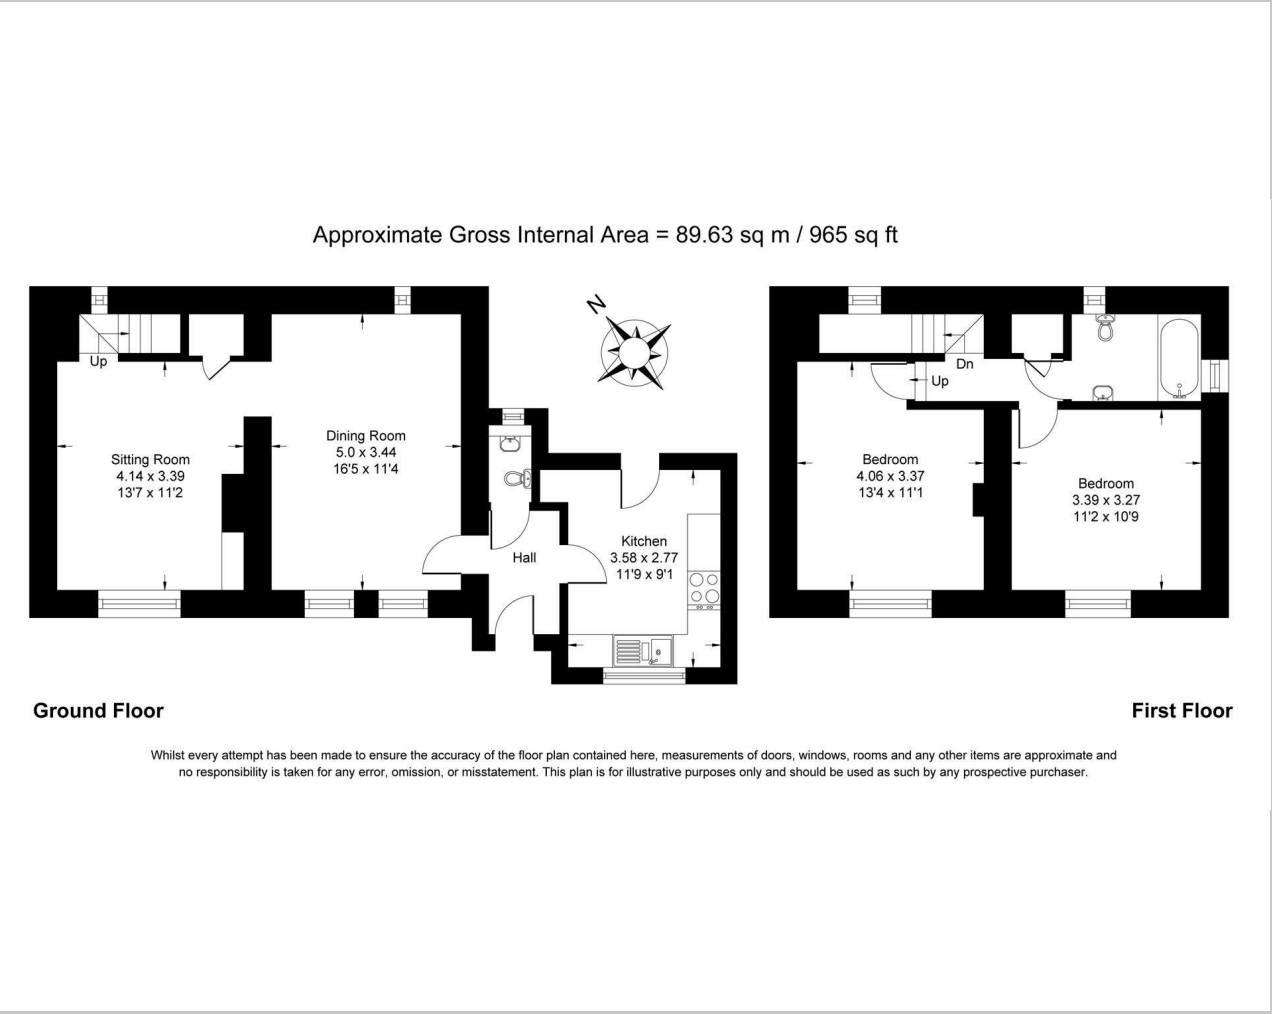 Approximate Gross Internal Area = 89.63 sq m / 965 sq ft
N
Up
Sitting Room
4.14 x 3.39
13'7 x 11'2
Dining Room
5.0 x 3.44
16'5 x 11'4
Hall
Kitchen
3.58 x 2.77
11'9 x 9'1
Dn
Up
Bedroom
4.06 x 3.37
13'4 x 11'1
Bedroom
3.39 x 3.27
11'2 x 10'9
Ground Floor
First Floor
Whilst every attempt has been made to ensure the accuracy of the floor plan contained here, measurements of doors, windows, rooms and any other items are approximate and
no responsibility is taken for any error, omission, or misstatement. This plan is for illustrative purposes only and should be used as such by any prospective purchaser.